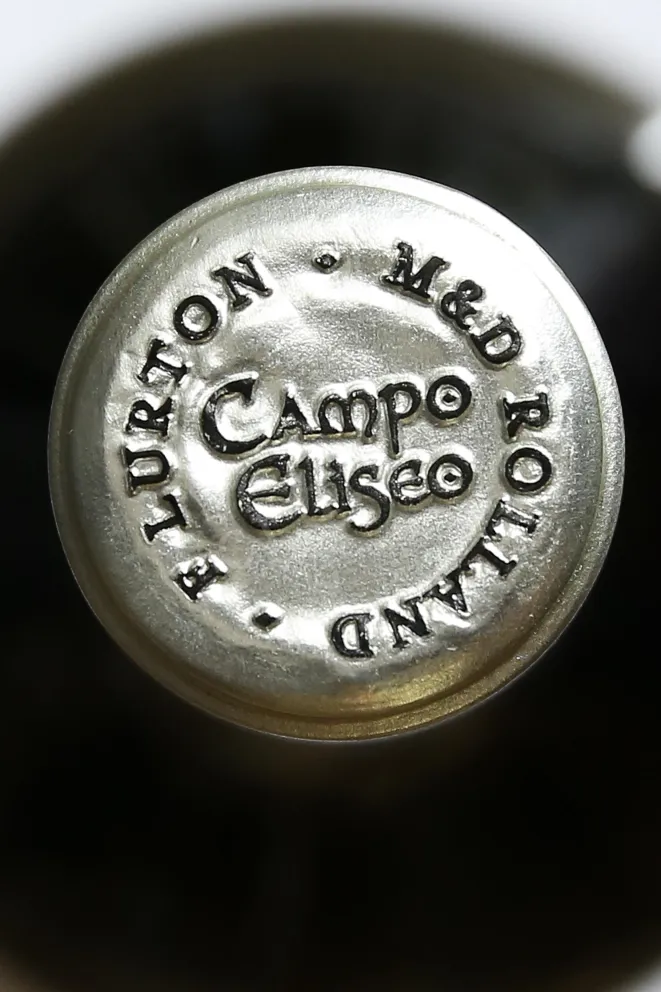 Campo
Eliseo
F LURTON · M&D ROLLAND ·